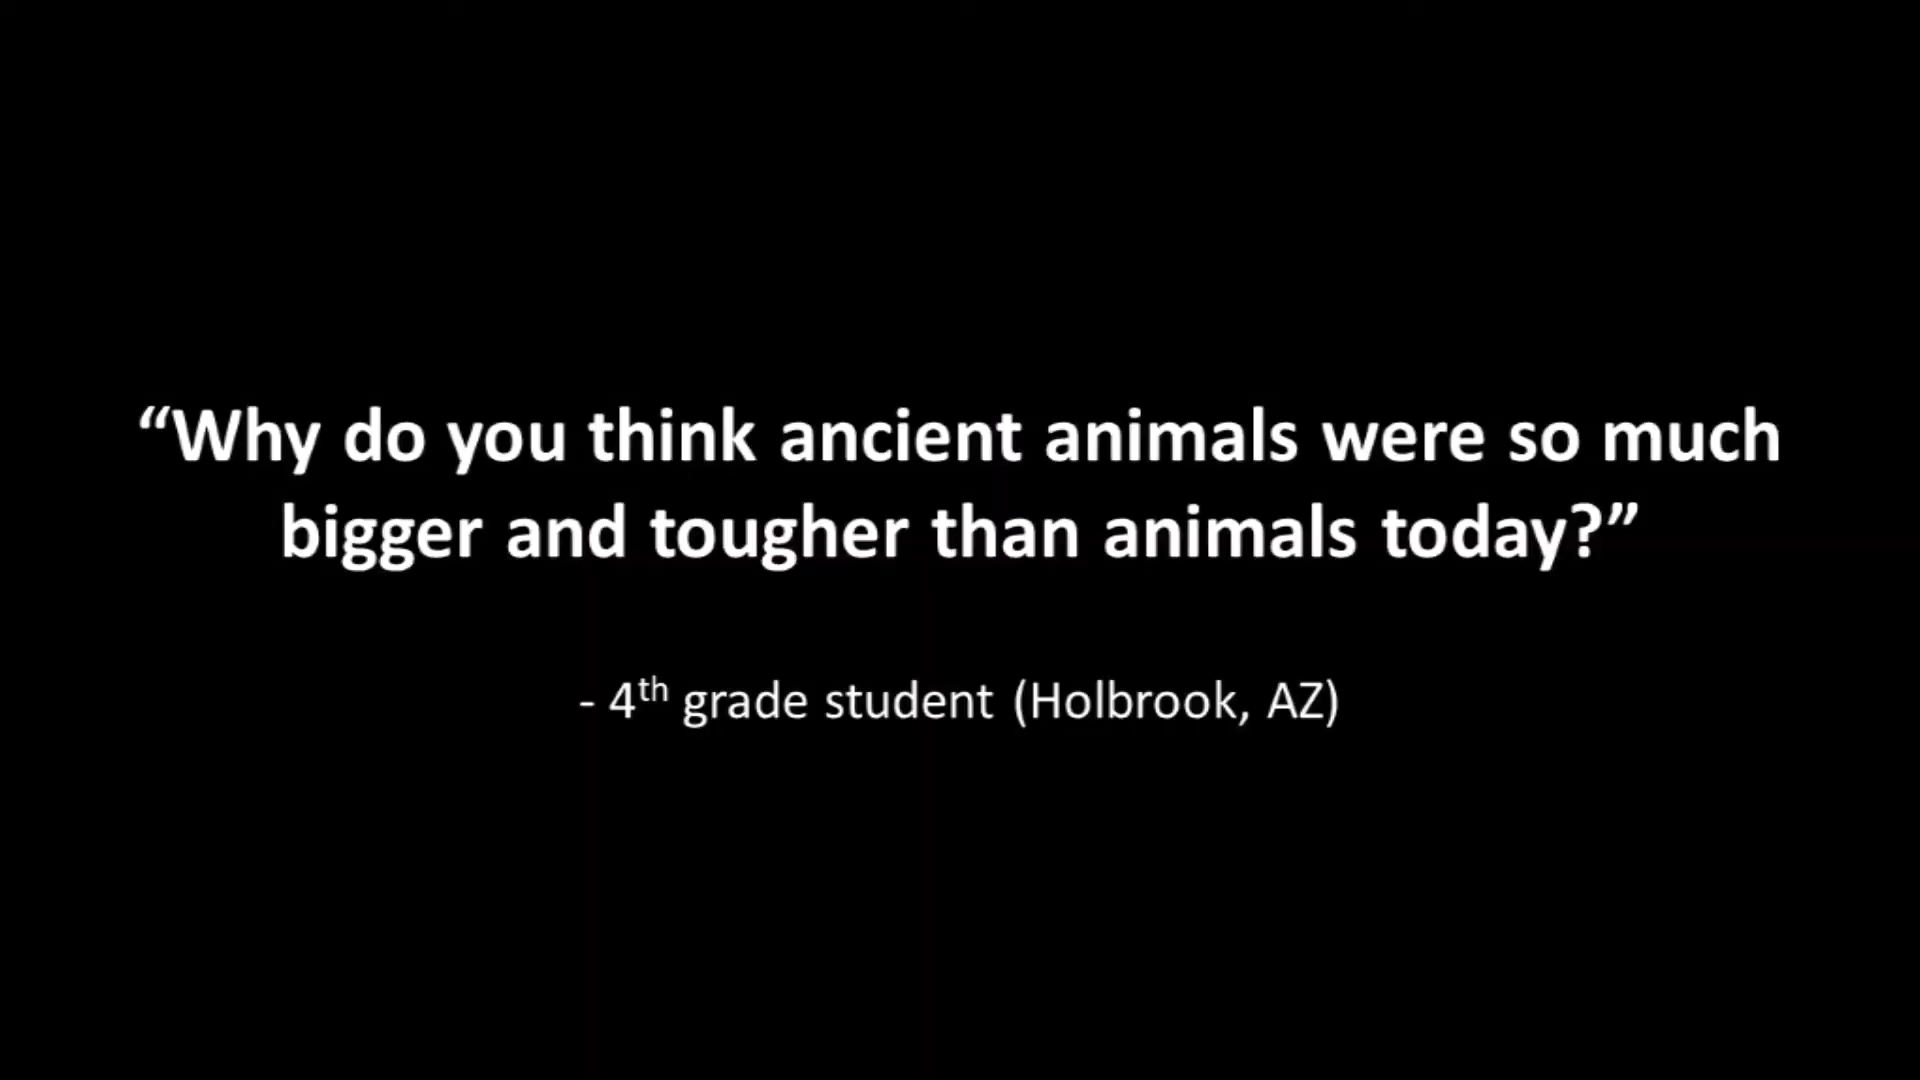 “Why do you think ancient animals were so much
bigger and tougher than animals today?”
- 4th grade student (Holbrook, AZ)